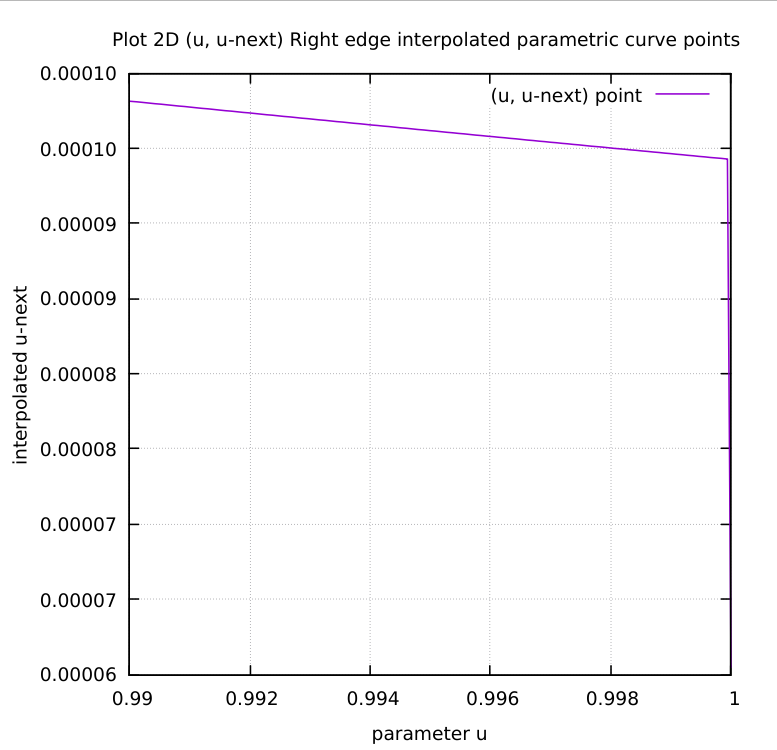 Plot 2D (u, u-next) Right edge interpolated parametric curve points
(u, u-next) point
0.00010
0.00010
0.00009
0.00009
0.00008
0.00008
0.00007
0.00007
0.00006
interpolated u-next
0.99 0.992 0.994 0.996 0.998 1
parameter u